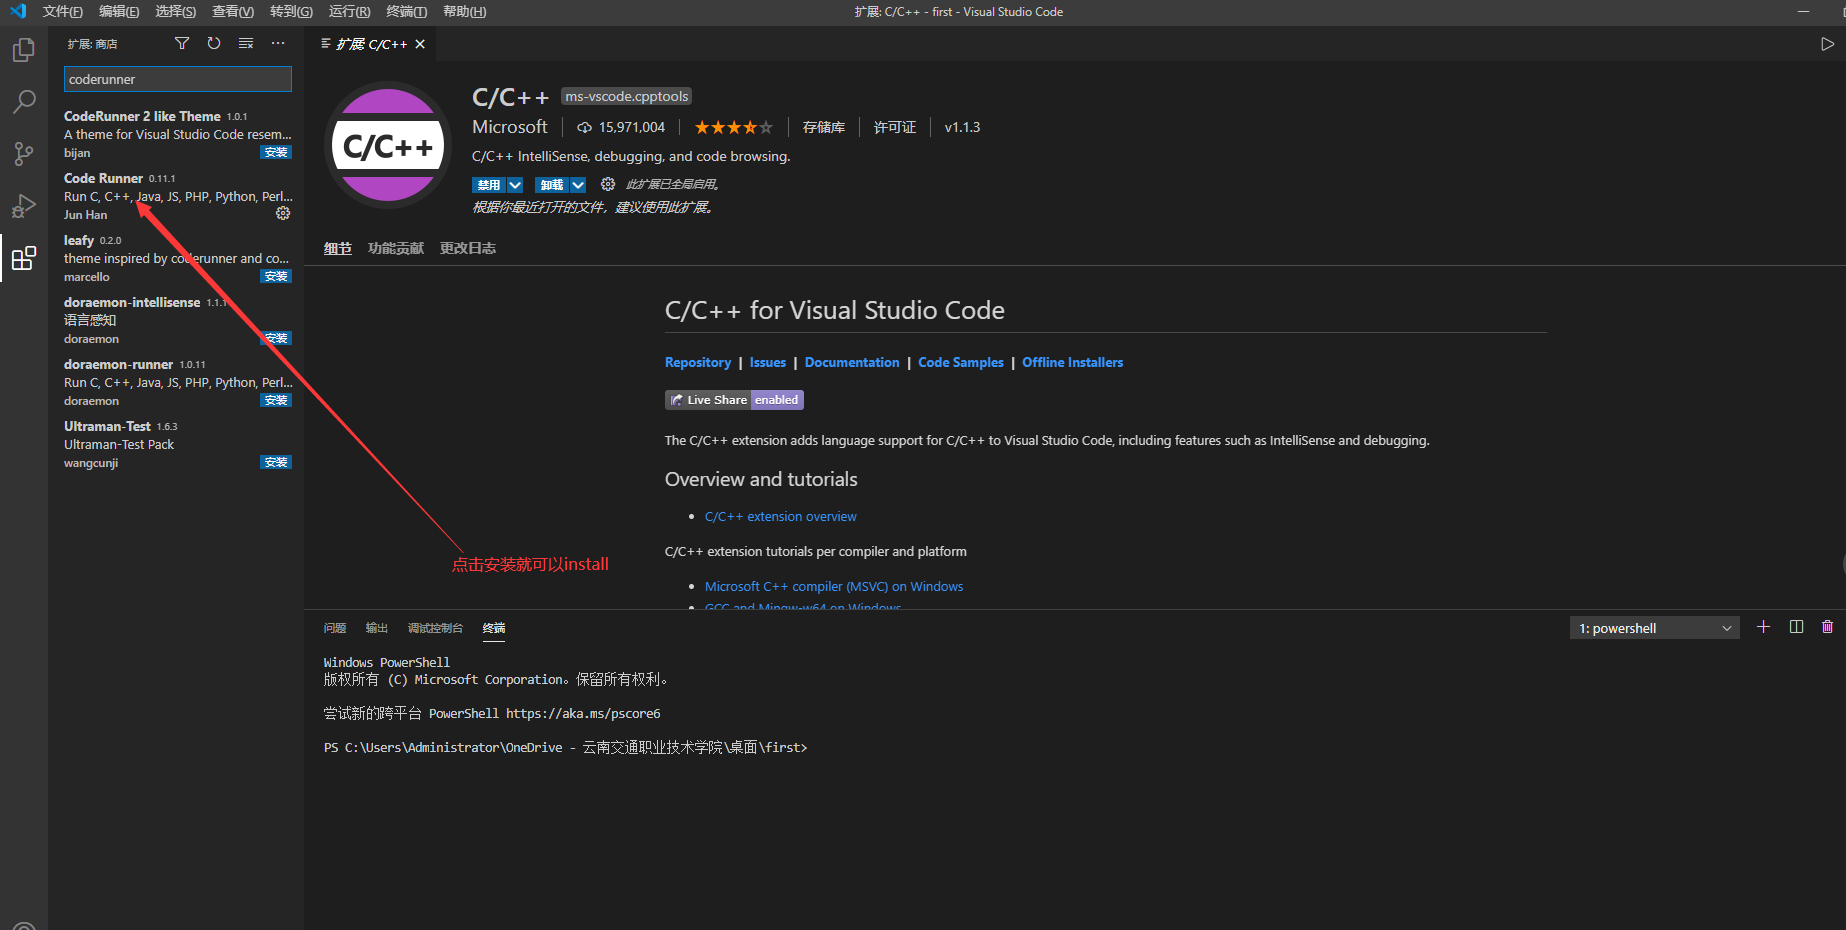 文件(F) 编辑(E) 选择(S) 查看(V) 转到(G) 运行(R) 终端(T) 帮助(H)
扩展: C/C++ - first - Visual Studio Code
扩展: 商店
coderunner
CodeRunner 2 like Theme 1.0.1
A theme for Visual Studio Code resem...
bijan 安装
Code Runner 0.11.1
Run C, C++, Java, JS, PHP, Python, Perl...
Jun Han
leafy 0.2.0
theme inspired by coderunner and co...
marcello 安装
doraemon-intellisense 1.1.1
语言感知
doraemon 安装
doraemon-runner 1.0.11
Run C, C++, Java, JS, PHP, Python, Perl...
doraemon 安装
Ultraman-Test 1.6.3
Ultraman-Test Pack
wangcunji 安装
扩展: C/C++
C/C++
C/C++ ms-vscode.cpptools
Microsoft 15,971,004 存储库 许可证 v1.1.3
C/C++ IntelliSense, debugging, and code browsing.
禁用 卸载 此扩展已全局启用。
根据你最近打开的文件，建议使用此扩展。
细节 功能贡献 更改日志
C/C++ for Visual Studio Code
Repository | Issues | Documentation | Code Samples | Offline Installers
Live Share enabled
The C/C++ extension adds language support for C/C++ to Visual Studio Code, including features such as IntelliSense and debugging.
Overview and tutorials
C/C++ extension overview
C/C++ extension tutorials per compiler and platform
Microsoft C++ compiler (MSVC) on Windows
GCC and Mingw-w64 on Windows
点击安装就可以install
问题 输出 调试控制台 终端
1: powershell
Windows PowerShell
版权所有 (C) Microsoft Corporation。保留所有权利。
尝试新的跨平台 PowerShell https://aka.ms/pscore6
PS C:\Users\Administrator\OneDrive - 云南交通职业技术学院\桌面\first>